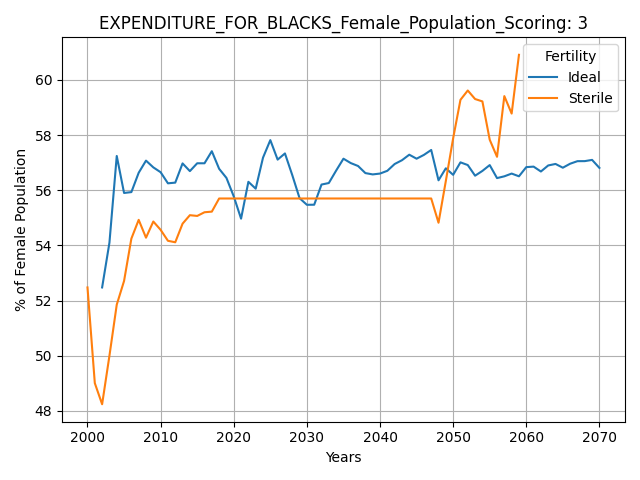 EXPENDITURE_FOR_BLACKS_Female_Population_Scoring: 3
Fertility
Ideal
Sterile
% of Female Population
60
58
56
54
52
50
48
2000 2010 2020 2030 2040 2050 2060 2070
Years